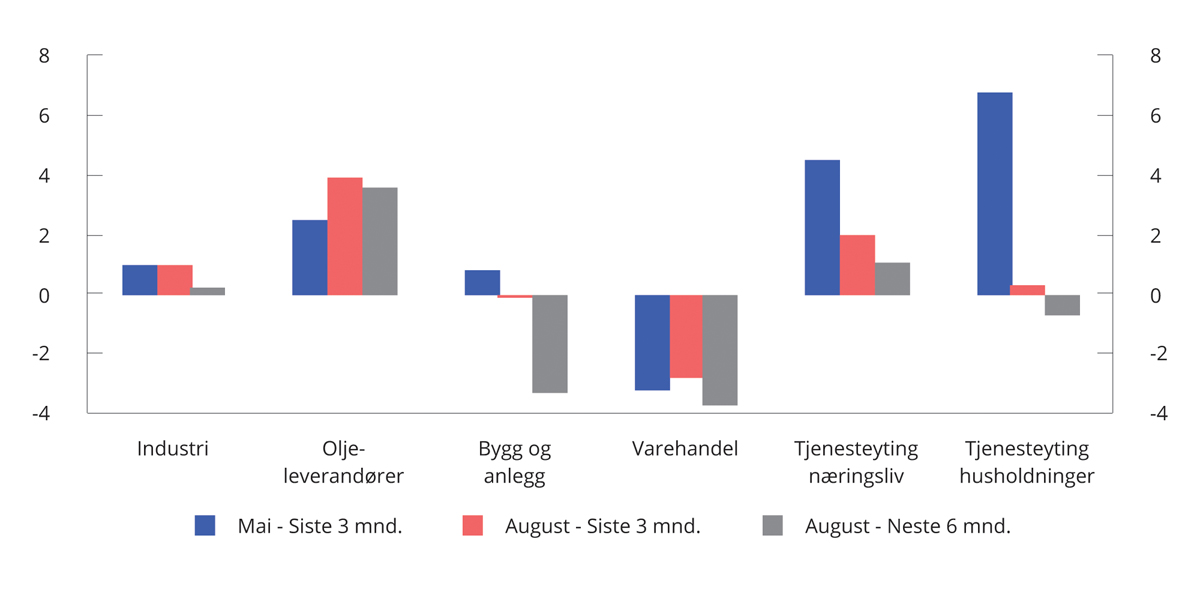 8 8
6 6
4 4
2 2
0 0
-2 -2
-4 -4
Industri Olje- Bygg og Varehandel Tjenesteyting Tjenesteyting
leverandører anlegg næringsliv husholdninger
Mai - Siste 3 mnd. August - Siste 3 mnd. August - Neste 6 mnd.